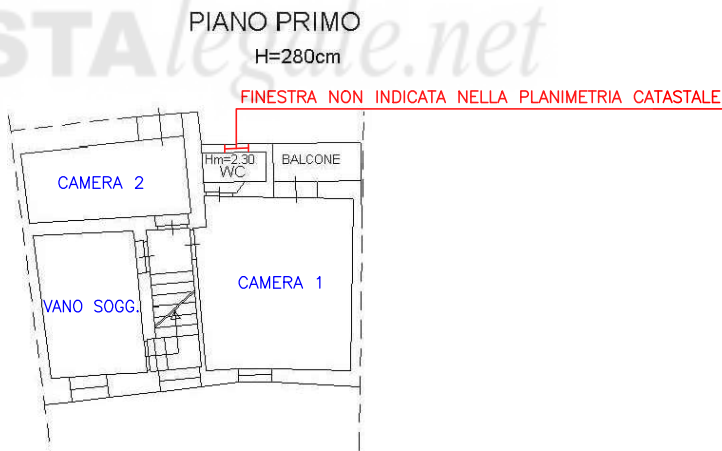 PIANO PRIMO
STAlegale.net
H=280cm
FINESTRA NON INDICATA NELLA PLANIMETRIA CATASTALE
Hm=2.30
WC
BALCONE
CAMERA 2
CAMERA 1
VANO SOGG.